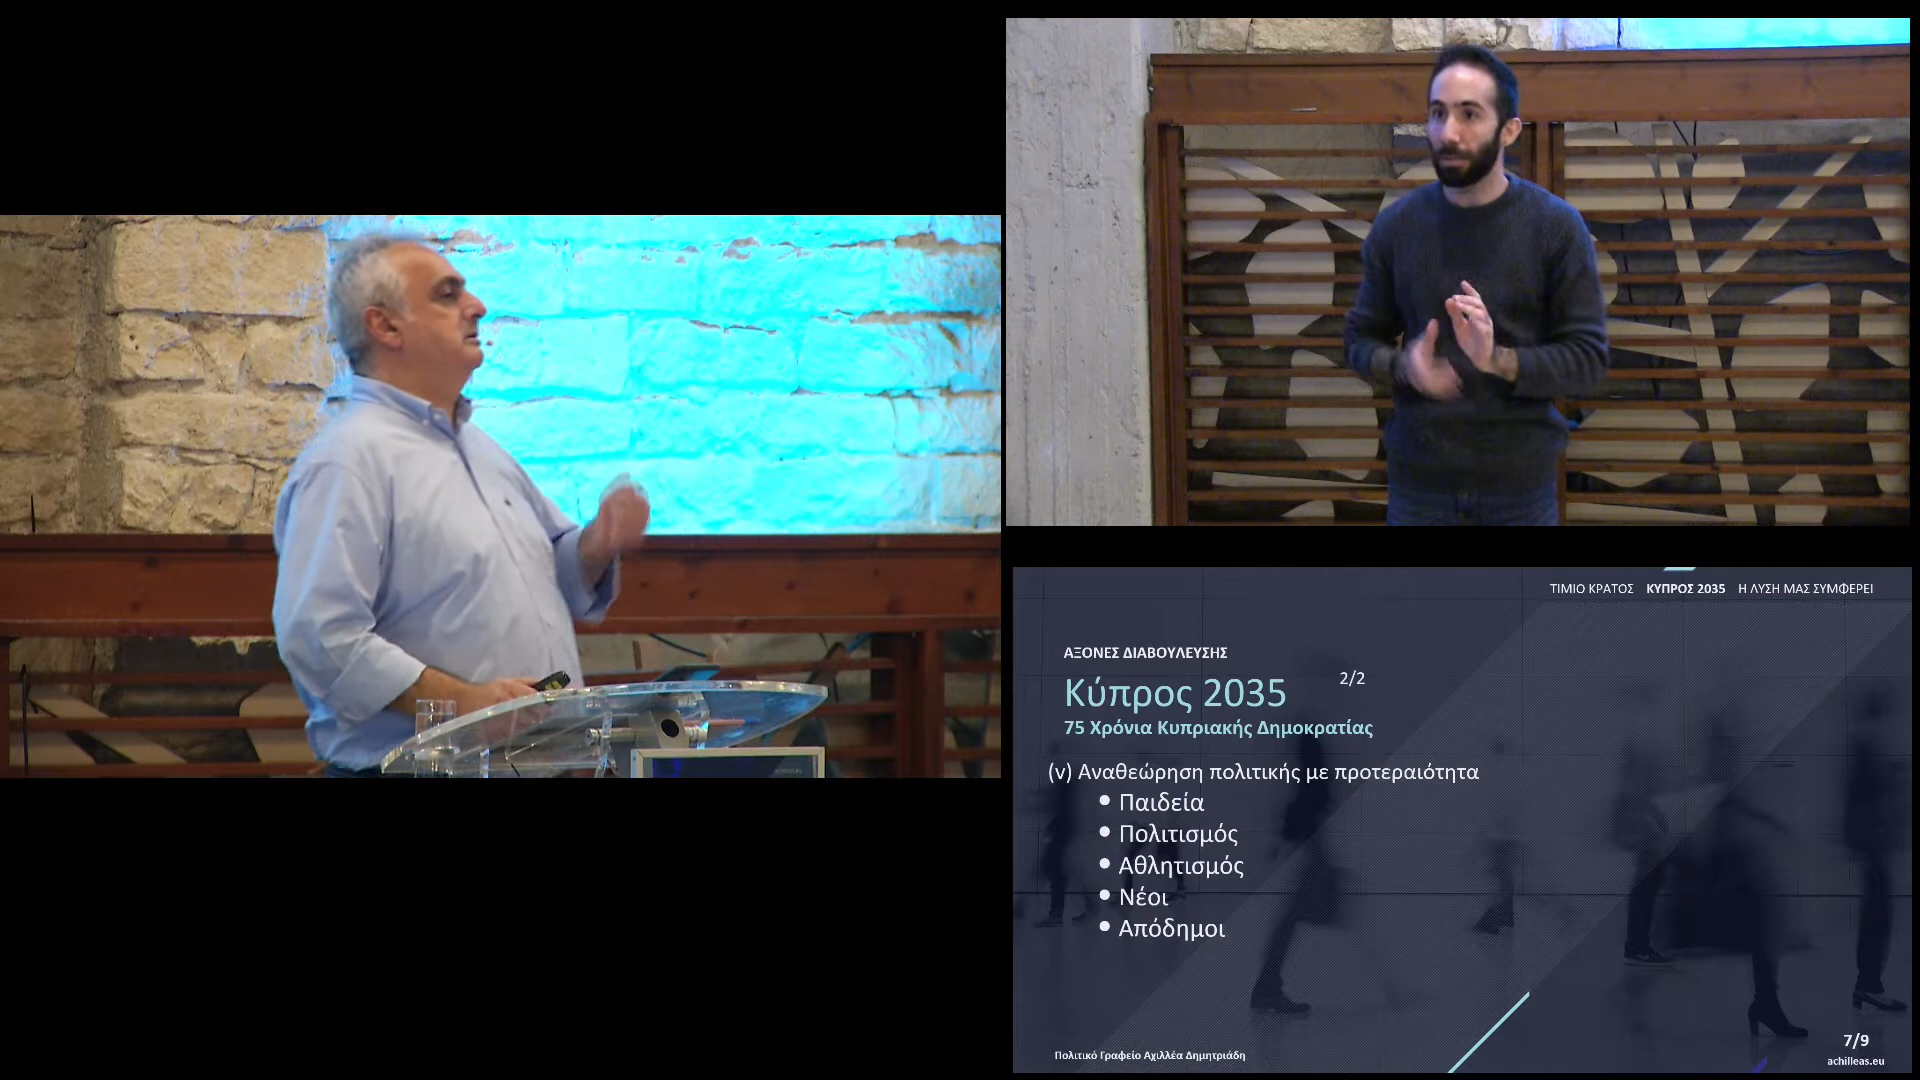 ΤΙΜΙΟ ΚΡΑΤΟΣ ΚΥΠΡΟΣ 2035 Η ΛΥΣΗ ΜΑΣ ΣΥΜΦΕΡΕΙ
ΑΞΟΝΕΣ ΔΙΑΒΟΥΛΕΥΣΗΣ
Κύπρος 2035 2/2
75 Χρόνια Κυπριακής Δημοκρατίας
(v) Αναθεώρηση πολιτικής με προτεραιότητα
• Παιδεία
• Πολιτισμός
• Αθλητισμός
• Νέοι
• Απόδημοι
7/9
Πολιτικό Γραφείο Αχιλλέα Δημητριάδη
achilleas.eu